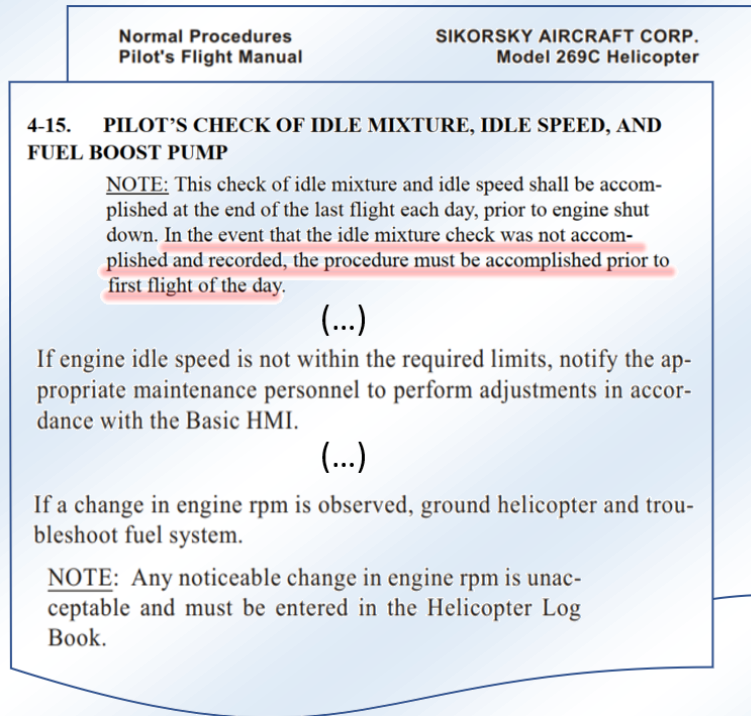 Normal Procedures
Pilot's Flight Manual
SIKORSKY AIRCRAFT CORP.
Model 269C Helicopter
4-15. PILOT’S CHECK OF IDLE MIXTURE, IDLE SPEED, AND
FUEL BOOST PUMP
NOTE: This check of idle mixture and idle speed shall be accom-
plished at the end of the last flight each day, prior to engine shut
down. In the event that the idle mixture check was not accom-
plished and recorded, the procedure must be accomplished prior to
first flight of the day.
(...)
If engine idle speed is not within the required limits, notify the ap-
propriate maintenance personnel to perform adjustments in accor-
dance with the Basic HMI.
(...)
If a change in engine rpm is observed, ground helicopter and trou-
bleshoot fuel system.
NOTE: Any noticeable change in engine rpm is unac-
ceptable and must be entered in the Helicopter Log
Book.